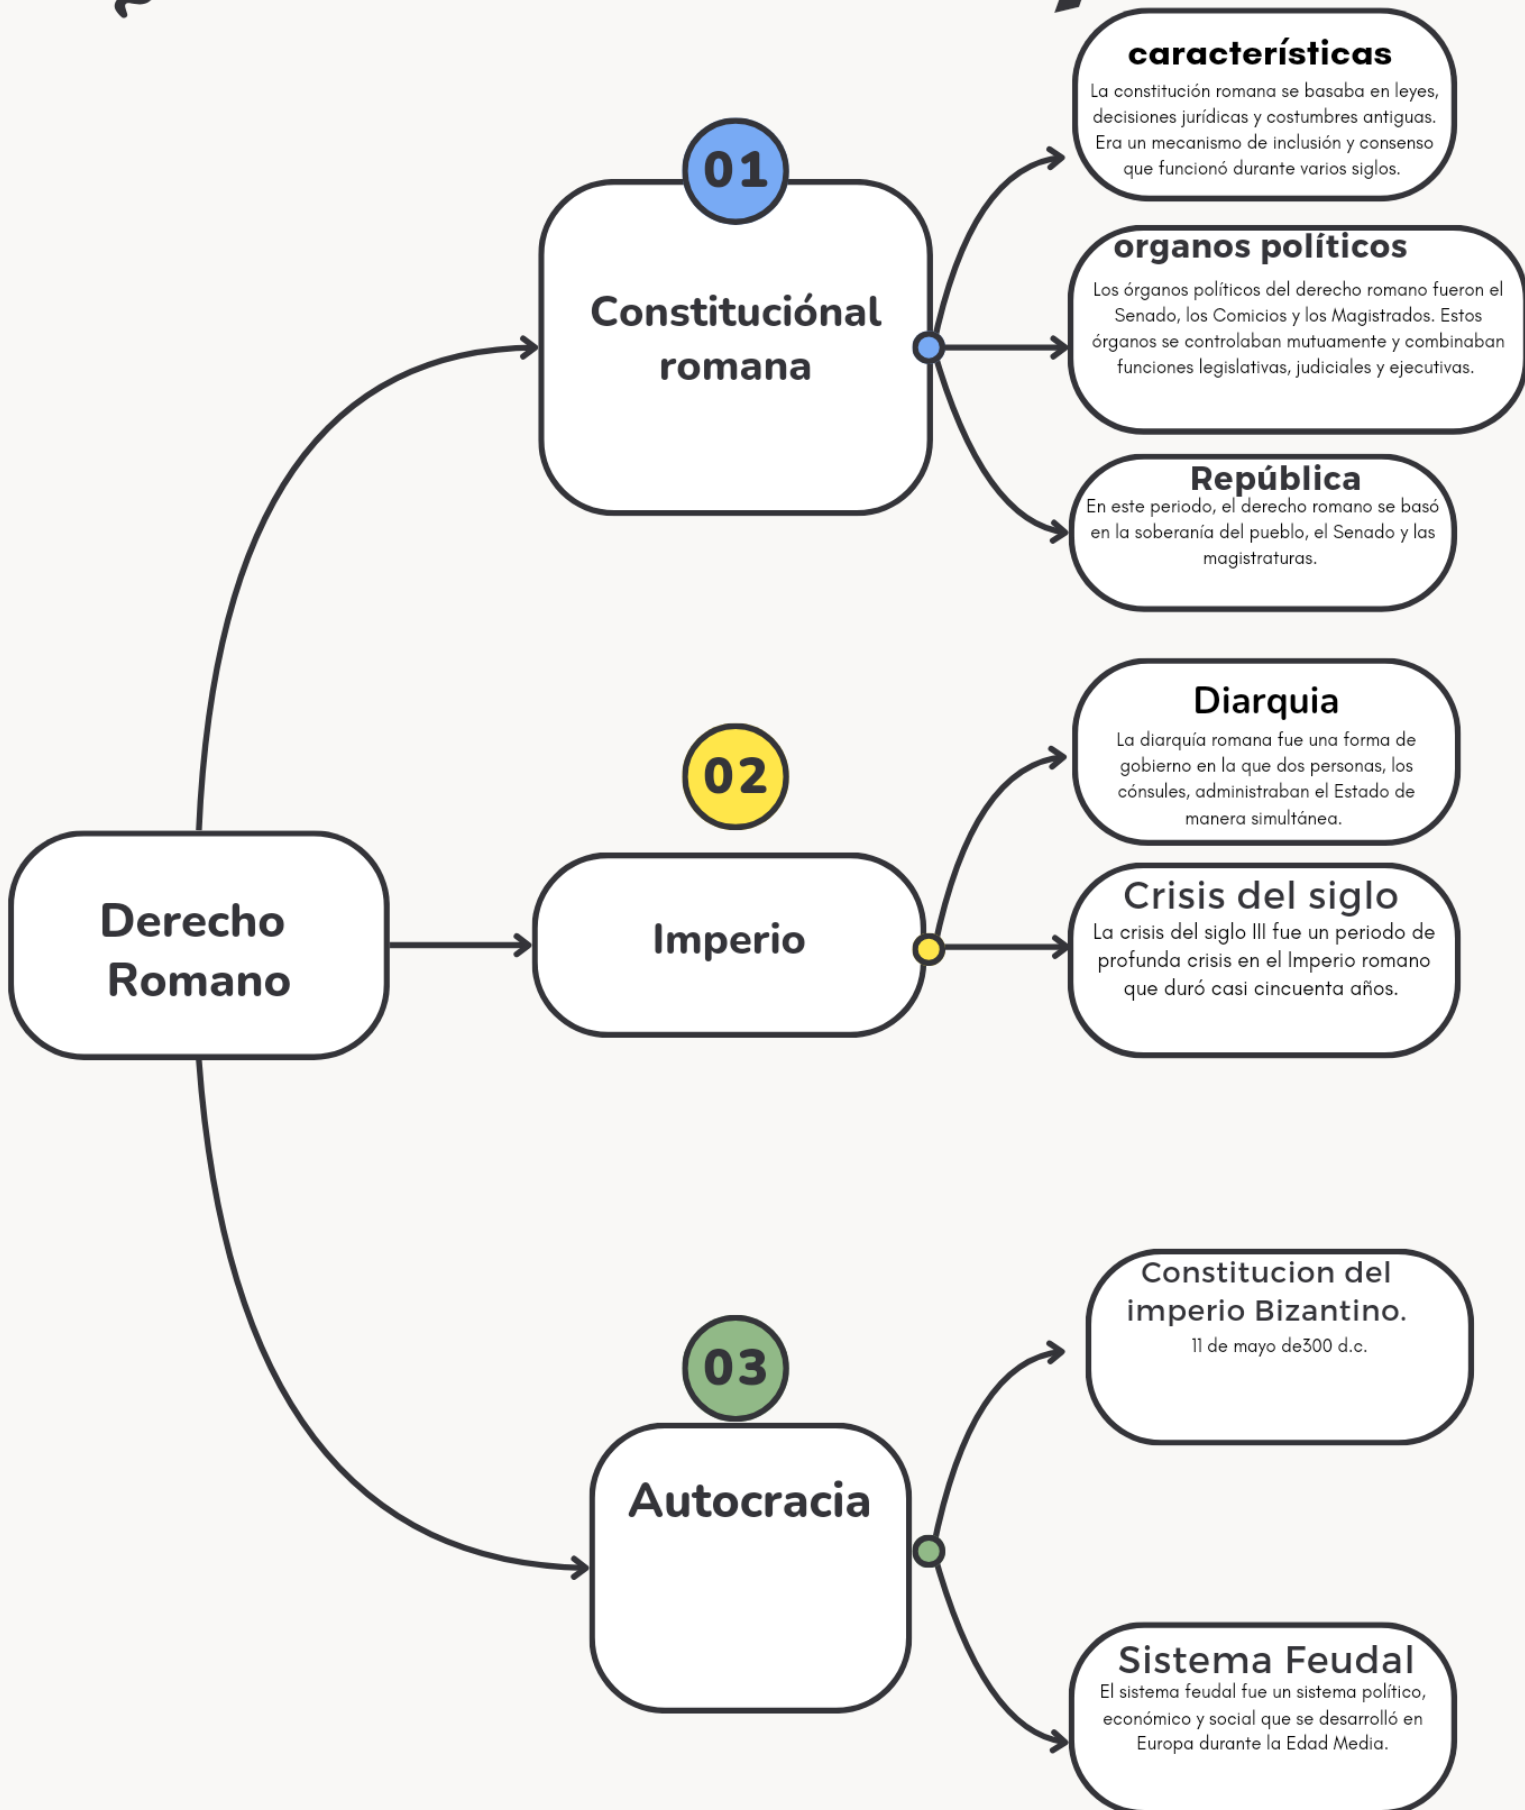 características
La constitución romana se basaba en leyes,
decisiones jurídicas y costumbres antiguas.
Era un mecanismo de inclusión y consenso
que funcionó durante varios siglos.
01
Constituciónal
romana
organos políticos
Los órganos políticos del derecho romano fueron el
Senado, los Comicios y los Magistrados. Estos
órganos se controlaban mutuamente y combinaban
funciones legislativas, judiciales y ejecutivas.
República
En este periodo, el derecho romano se basó
en la soberanía del pueblo, el Senado y las
magistraturas.
Derecho
Romano
02
Imperio
Diarquia
La diarquía romana fue una forma de
gobierno en la que dos personas, los
cónsules, administraban el Estado de
manera simultánea.
Crisis del siglo
La crisis del siglo III fue un periodo de
profunda crisis en el Imperio romano
que duró casi cincuenta años.
03
Autocracia
Constitucion del
imperio Bizantino.
11 de mayo de300 d.c.
Sistema Feudal
El sistema feudal fue un sistema político,
económico y social que se desarrolló en
Europa durante la Edad Media.